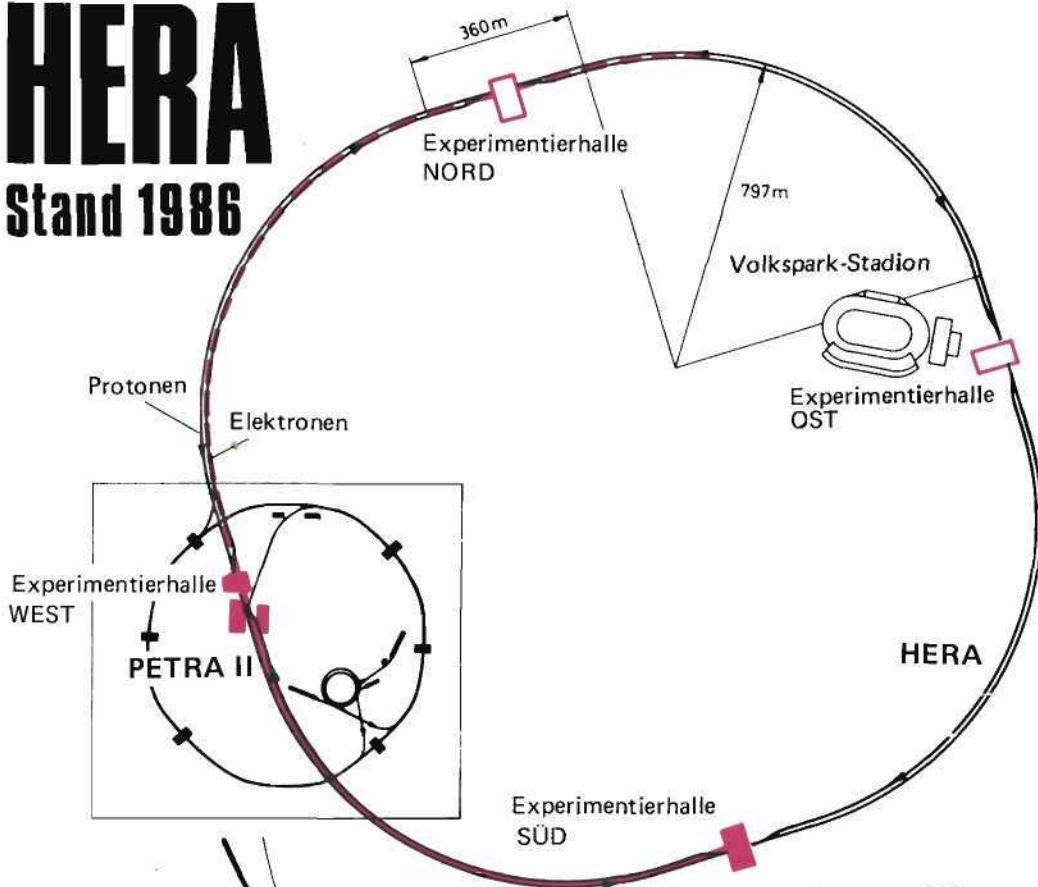 HERA
Stand 1986
360m
Experimentierhalle
NORD
797m
Volkspark-Stadion
Experimentierhalle
OST
Protonen
Elektronen
Experimentierhalle
WEST
PETRA II
HERA
Experimentierhalle
SÜD